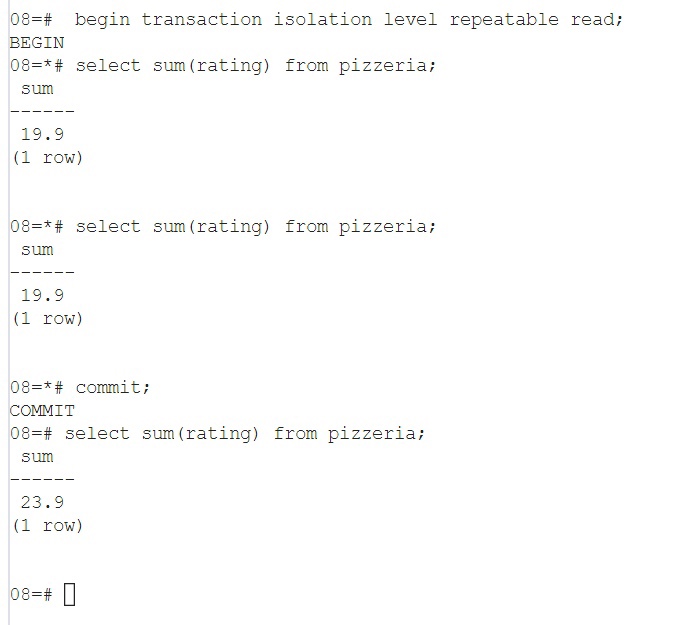 08=#  begin transaction isolation level repeatable read;
BEGIN
08=*# select sum(rating) from pizzeria;
 sum
------
 19.9
(1 row)
08=*# select sum(rating) from pizzeria;
 sum
------
 19.9
(1 row)
08=*# commit;
COMMIT
08=# select sum(rating) from pizzeria;
 sum
------
 23.9
(1 row)
08=#